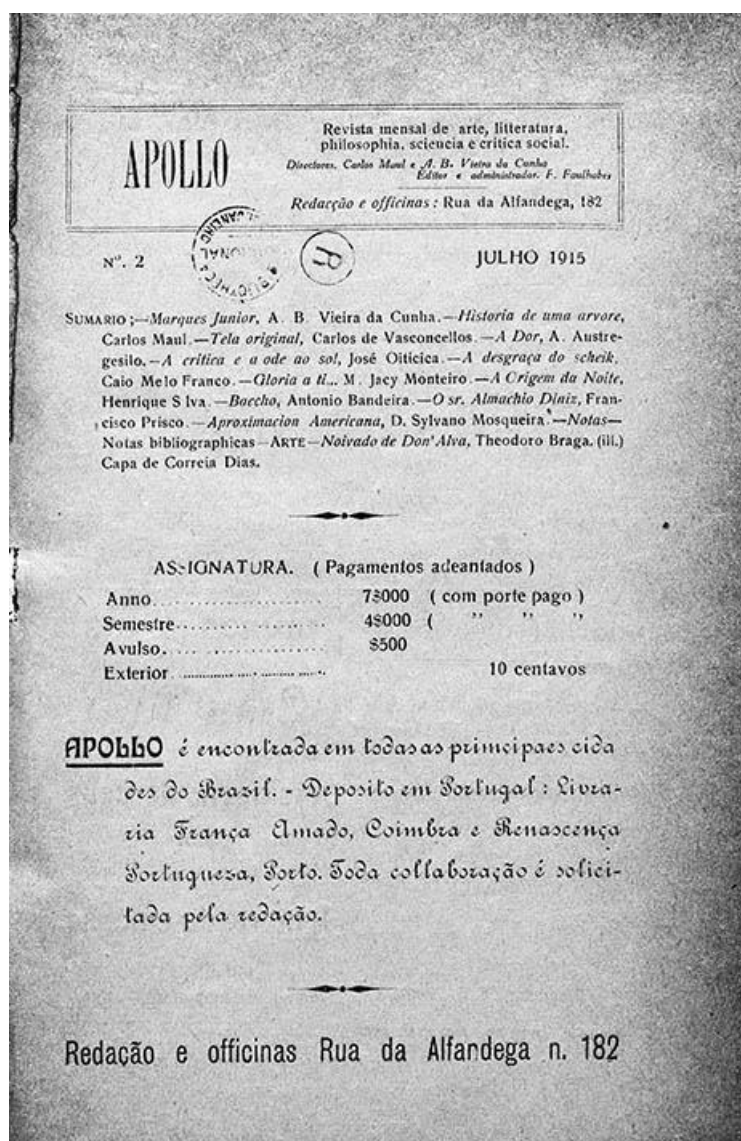 APOLLO
Revista mensal de arte, litteratura,
philosophia, sciencia e critica social.
Directores. Carlos Maul e A. B. Vieira da Cunha
Editor e administrador. F. Faulhaber
Redacção e officinas: Rua da Alfandega, 182
Nº. 2
JULHO 1915
SUMARIO ;—Marques Junior, A. B Vieira da Cunha.—Historia de uma arvore,
Carlos Maul.—Tela original, Carlos de Vasconcellos.—A Dor, A. Austre-
gesilo.—A critica e a ode ao sol, José Oiticica.—A desgraça do scheik,
Caio Melo Franco.—Gloria a ti... M. Jacy Monteiro.—A Origem da Noite,
Henrique S lva.—Baccho, Antonio Bandeira.—O sr. Almachio Diniz, Fran-
cisco Prisco.—Aproximacion Americana, D. Sylvano Mosqueira.—Notas—
Notas bibliographicas—ARTE—Noivado de Don'Alva, Theodoro Braga. (ill.)
Capa de Correia Dias.
ASSIGNATURA. ( Pagamentos adeantados )
Anno.................... 7$000 ( com porte pago )
Semestre.................. 4$000 ( " " "
Avulso.................... $500
Exterior.................... 10 centavos
APOLLO é encontrada em todas as primcipaes cida
des do Brazil. - Deposito em Portugal : Livra-
ria França Amado, Coimbra e Renascença
Portugueza, Porto. Toda collaboração é solici-
tada pela redação.
Redação e officinas Rua da Alfandega n. 182